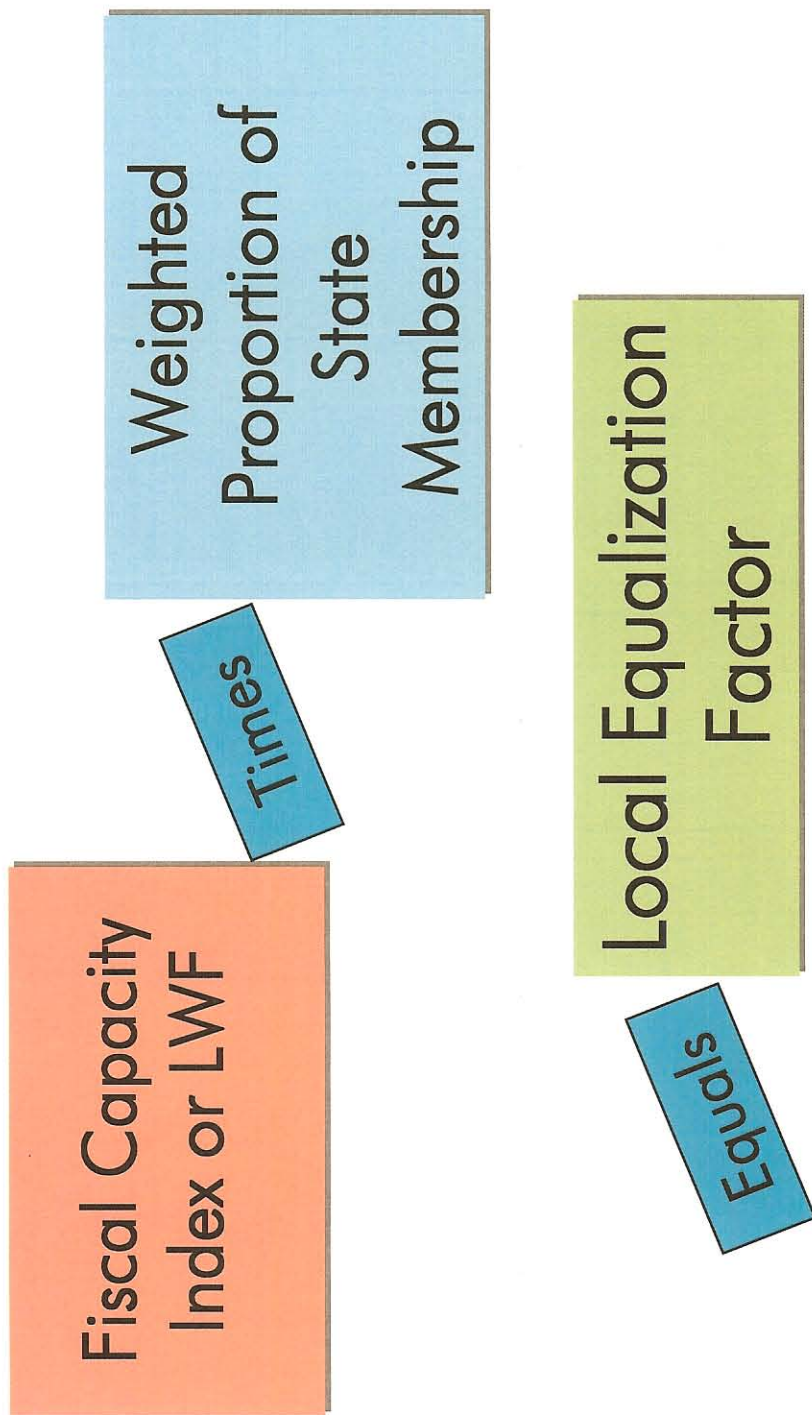 Fiscal Capacity
Index or LWF
Times
Weighted
Proportion of
State
Membership
Equals
Local Equalization
Factor